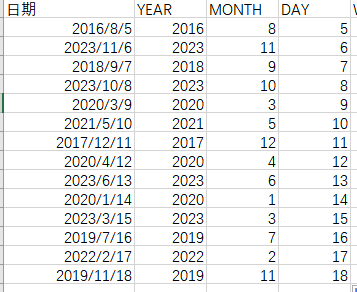 日期 YEAR MONTH DAY
2016/8/5 2016 8 5
2023/11/6 2023 11 6
2018/9/7 2018 9 7
2023/10/8 2023 10 8
2020/3/9 2020 3 9
2021/5/10 2021 5 10
2017/12/11 2017 12 11
2020/4/12 2020 4 12
2023/6/13 2023 6 13
2020/1/14 2020 1 14
2023/3/15 2023 3 15
2019/7/16 2019 7 16
2022/2/17 2022 2 17
2019/11/18 2019 11 18